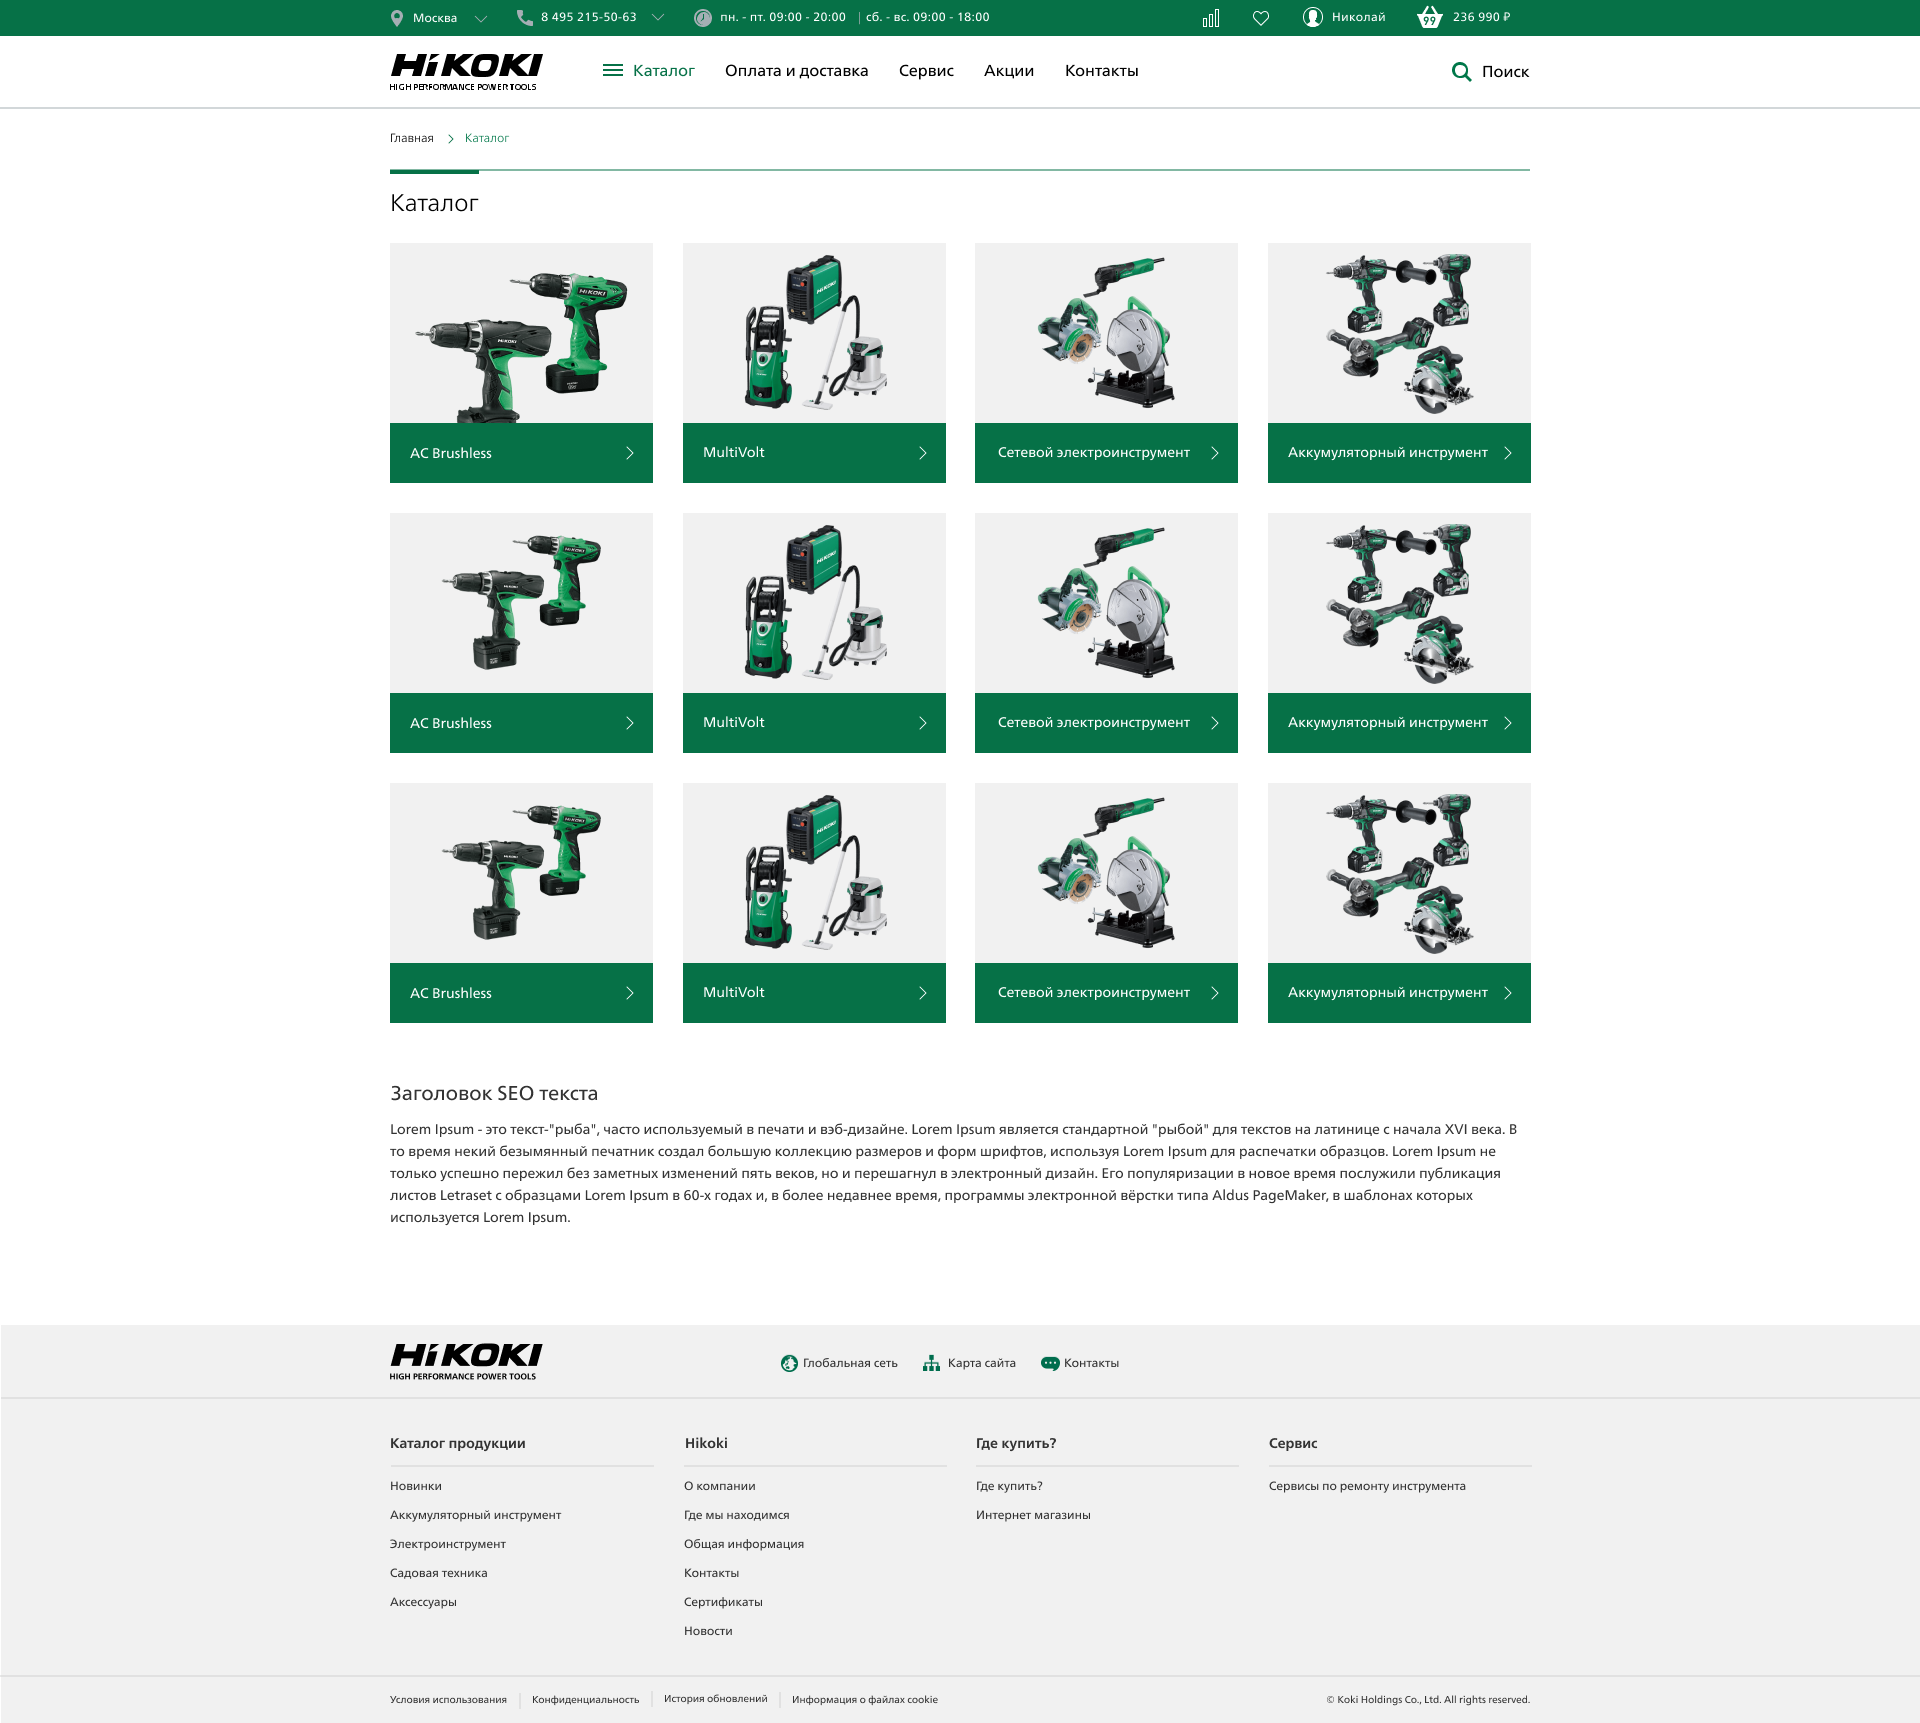 Москва
8 495 215-50-63
пн. - пт. 09:00 - 20:00 | сб. - вс. 09:00 - 18:00
Николай
99
236 990 ₽
HiKOKI
HIGH PERFORMANCE POWER TOOLS
Каталог
Оплата и доставка
Сервис
Акции
Контакты
Поиск
Главная
Каталог
Каталог
HiKOKI
HiKOKI
HiKOKI
AC Brushless
MultiVolt
Сетевой электроинструмент
Аккумуляторный инструмент
HiKOKI
HiKOKI
HiKOKI
AC Brushless
MultiVolt
Сетевой электроинструмент
Аккумуляторный инструмент
HiKOKI
HiKOKI
HiKOKI
AC Brushless
MultiVolt
Сетевой электроинструмент
Аккумуляторный инструмент
Заголовок SEO текста
Lorem Ipsum - это текст-"рыба", часто используемый в печати и вэб-дизайне. Lorem Ipsum является стандартной "рыбой" для текстов на латинице с начала XVI века. В
то время некий безымянный печатник создал большую коллекцию размеров и форм шрифтов, используя Lorem Ipsum для распечатки образцов. Lorem Ipsum не
только успешно пережил без заметных изменений пять веков, но и перешагнул в электронный дизайн. Его популяризации в новое время послужили публикация
листов Letraset с образцами Lorem Ipsum в 60-х годах и, в более недавнее время, программы электронной вёрстки типа Aldus PageMaker, в шаблонах которых
используется Lorem Ipsum.
HiKOKI
HIGH PERFORMANCE POWER TOOLS
Глобальная сеть
Карта сайта
Контакты
Каталог продукции
Новинки
Аккумуляторный инструмент
Электроинструмент
Садовая техника
Аксессуары
Hikoki
О компании
Где мы находимся
Общая информация
Контакты
Сертификаты
Новости
Где купить?
Где купить?
Интернет магазины
Сервис
Сервисы по ремонту инструмента
Условия использования
Конфиденциальность
История обновлений
Информация о файлах cookie
© Koki Holdings Co., Ltd. All rights reserved.